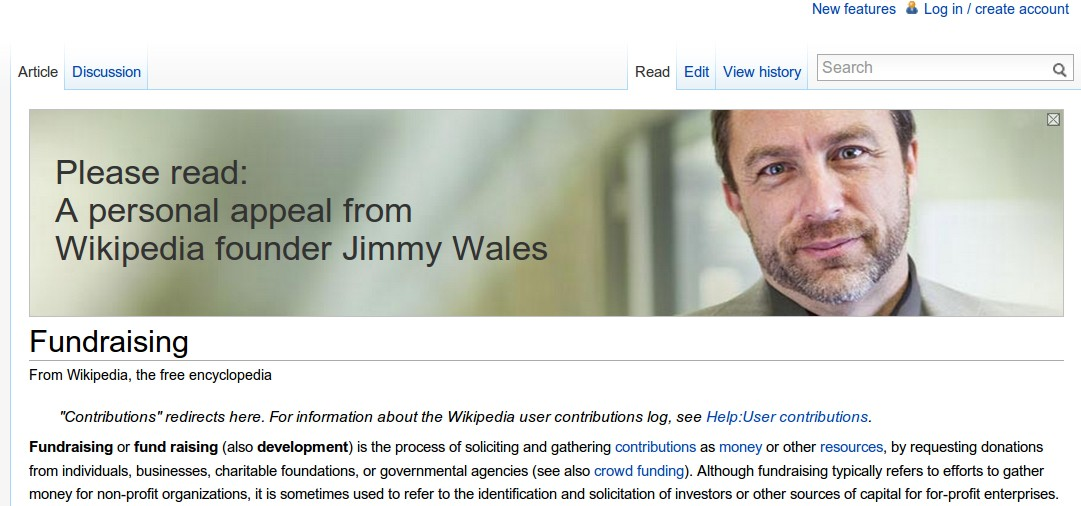 New features Log in / create account
Article Discussion Read Edit View history Search
Please read:
A personal appeal from
Wikipedia founder Jimmy Wales
Fundraising
From Wikipedia, the free encyclopedia
"Contributions" redirects here. For information about the Wikipedia user contributions log, see Help:User contributions.
Fundraising or fund raising (also development) is the process of soliciting and gathering contributions as money or other resources, by requesting donations
from individuals, businesses, charitable foundations, or governmental agencies (see also crowd funding). Although fundraising typically refers to efforts to gather
money for non-profit organizations, it is sometimes used to refer to the identification and solicitation of investors or other sources of capital for for-profit enterprises.